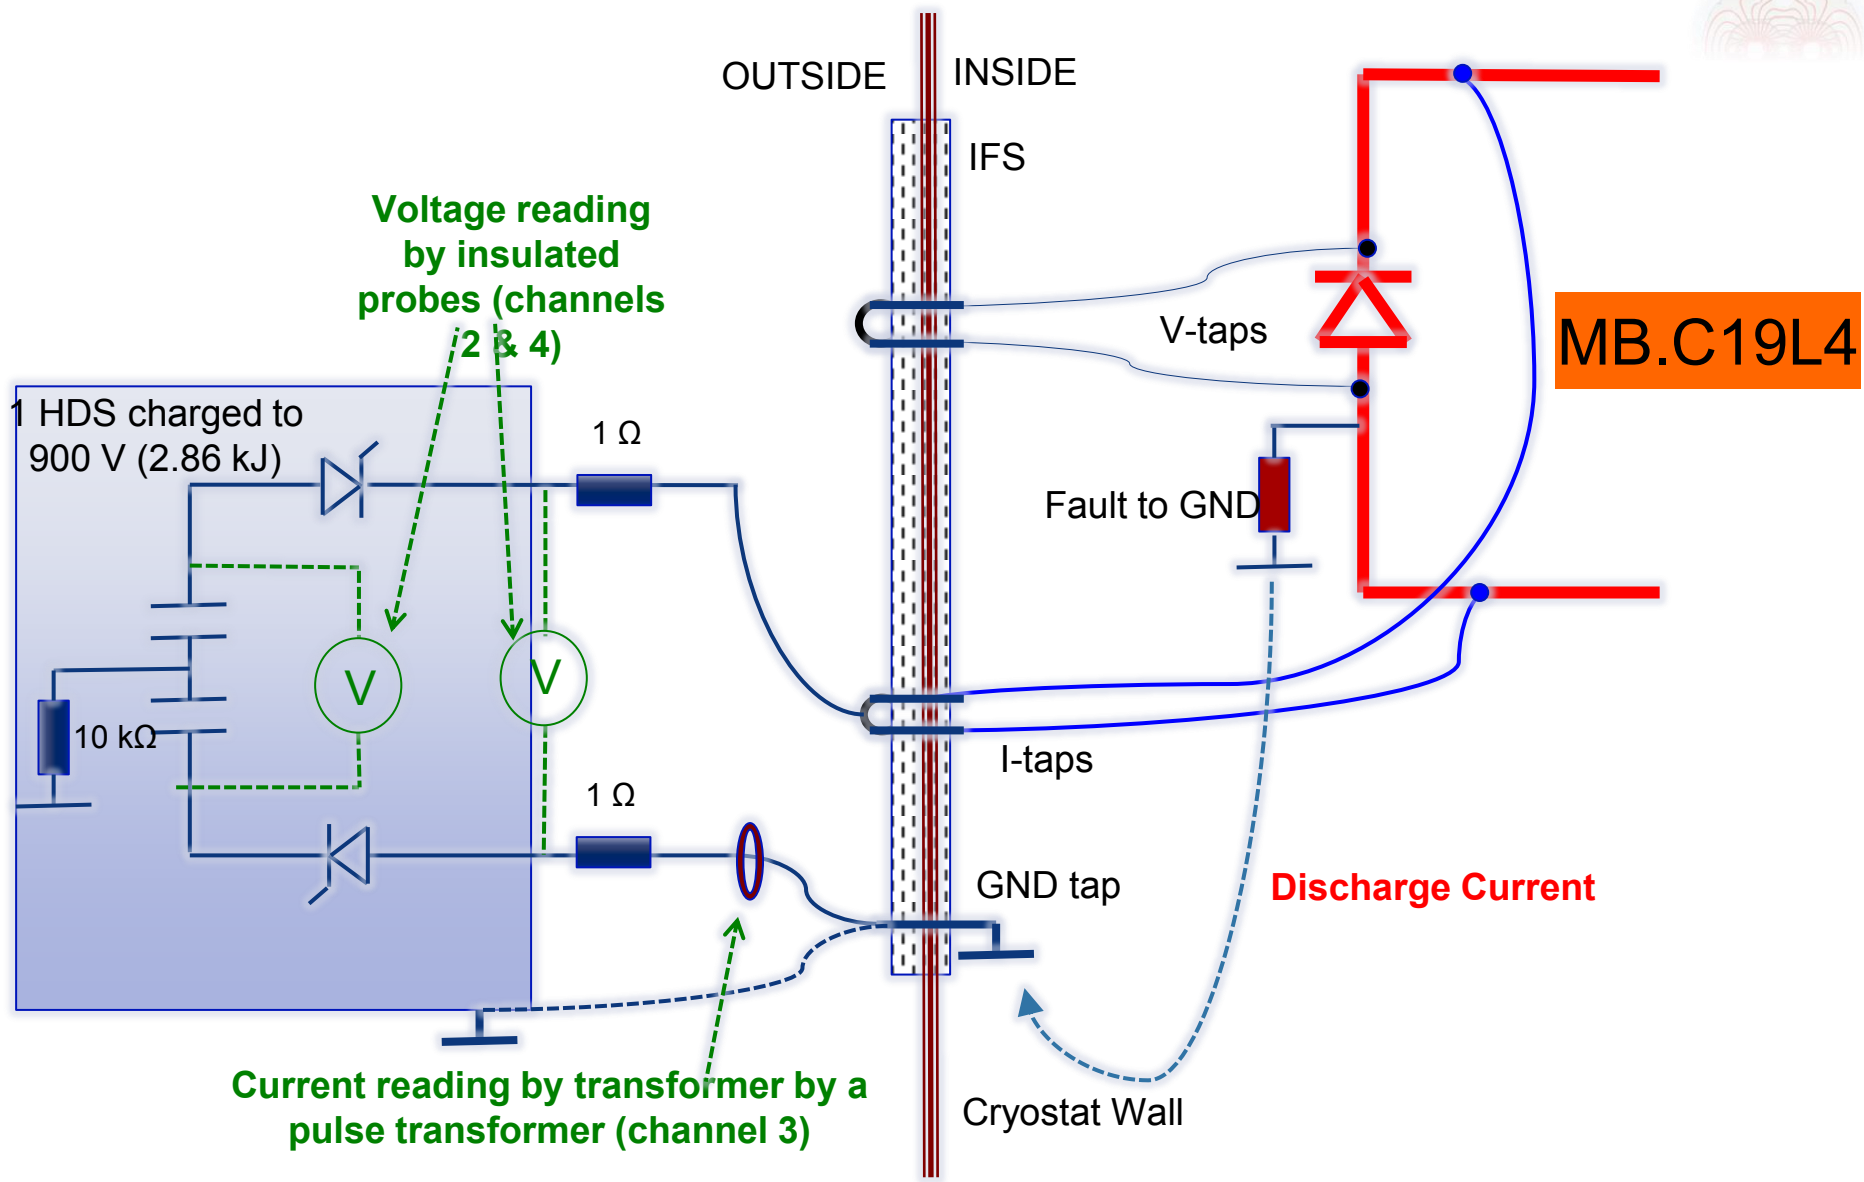 OUTSIDE
INSIDE
IFS
Voltage reading
by insulated
probes (channels
2 & 4)
V-taps
MB.C19L4
1 HDS charged to
900 V (2.86 kJ)
1 Ω
Fault to GND
V
V
10 kΩ
I-taps
1 Ω
GND tap
Discharge Current
Current reading by transformer by a
pulse transformer (channel 3)
Cryostat Wall